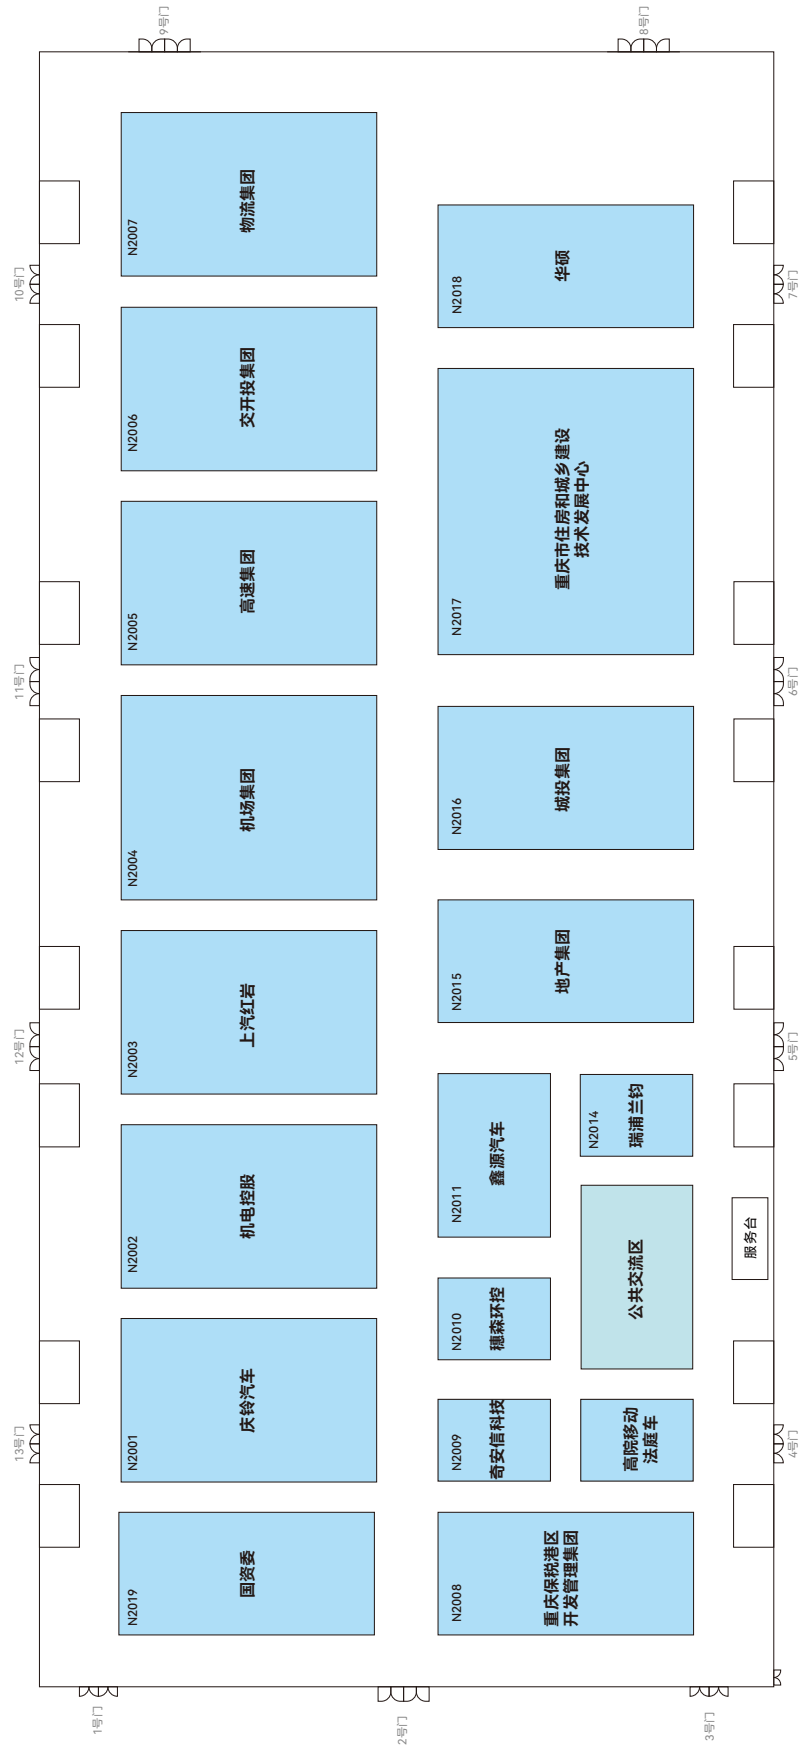 9号门
8号门
10号门
7号门
11号门
6号门
12号门
5号门
13号门
4号门
1号门
2号门
3号门
N2007
物流集团
N2006
交开投集团
N2005
高速集团
N2004
机场集团
N2003
上汽红岩
N2002
机电控股
N2001
庆铃汽车
N2019
国资委
N2018
华硕
N2017
重庆市住房和城乡建设
技术发展中心
N2016
城投集团
N2015
地产集团
N2014
瑞浦兰钧
N2011
鑫源汽车
N2010
穗森环控
N2009
奇安信科技
公共交流区
服务台
高院移动
法庭车
N2008
重庆保税港区
开发管理集团